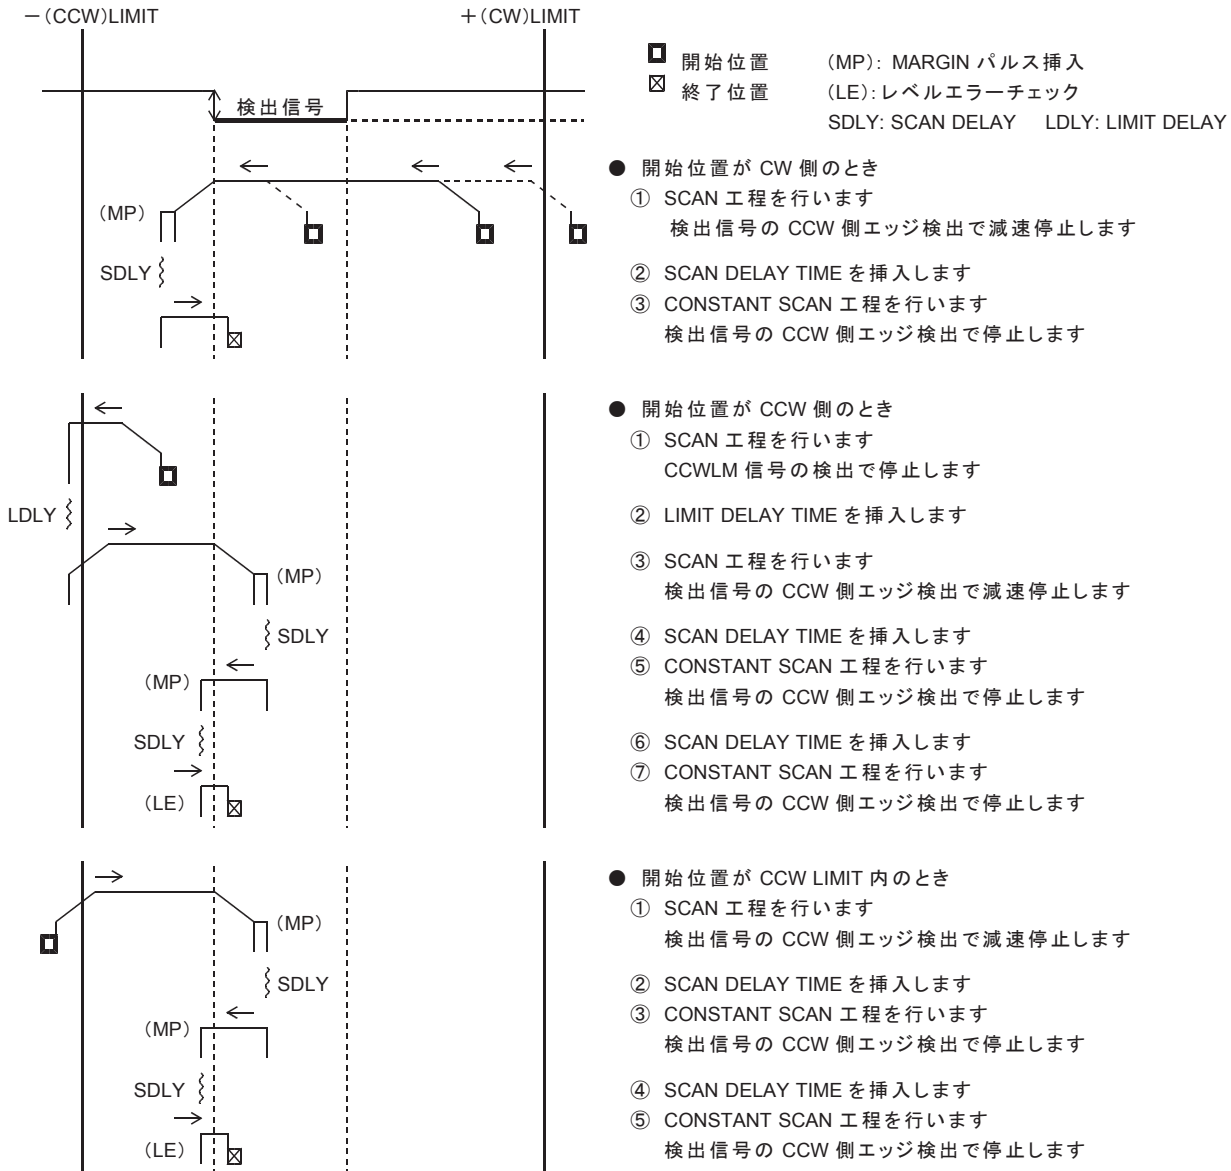 －(CCW)LIMIT
＋(CW)LIMIT
検出信号
(MP)
SDLY
開始位置 (MP): MARGIN パルス挿入
終了位置 (LE):レベルエラーチェック
SDLY: SCAN DELAY LDLY: LIMIT DELAY
● 開始位置が CW 側のとき
① SCAN 工程を行います
検出信号の CCW 側エッジ検出で減速停止します
② SCAN DELAY TIME を挿入します
③ CONSTANT SCAN 工程を行います
検出信号の CCW 側エッジ検出で停止します
LDLY
(MP)
SDLY
(MP)
SDLY
(LE)
● 開始位置が CCW 側のとき
① SCAN 工程を行います
CCWLM 信号の検出で停止します
② LIMIT DELAY TIME を挿入します
③ SCAN 工程を行います
検出信号の CCW 側エッジ検出で減速停止します
④ SCAN DELAY TIME を挿入します
⑤ CONSTANT SCAN 工程を行います
検出信号の CCW 側エッジ検出で停止します
⑥ SCAN DELAY TIME を挿入します
⑦ CONSTANT SCAN 工程を行います
検出信号の CCW 側エッジ検出で停止します
(MP)
SDLY
(MP)
SDLY
(LE)
● 開始位置が CCW LIMIT 内のとき
① SCAN 工程を行います
検出信号の CCW 側エッジ検出で減速停止します
② SCAN DELAY TIME を挿入します
③ CONSTANT SCAN 工程を行います
検出信号の CCW 側エッジ検出で停止します
④ SCAN DELAY TIME を挿入します
⑤ CONSTANT SCAN 工程を行います
検出信号の CCW 側エッジ検出で停止します